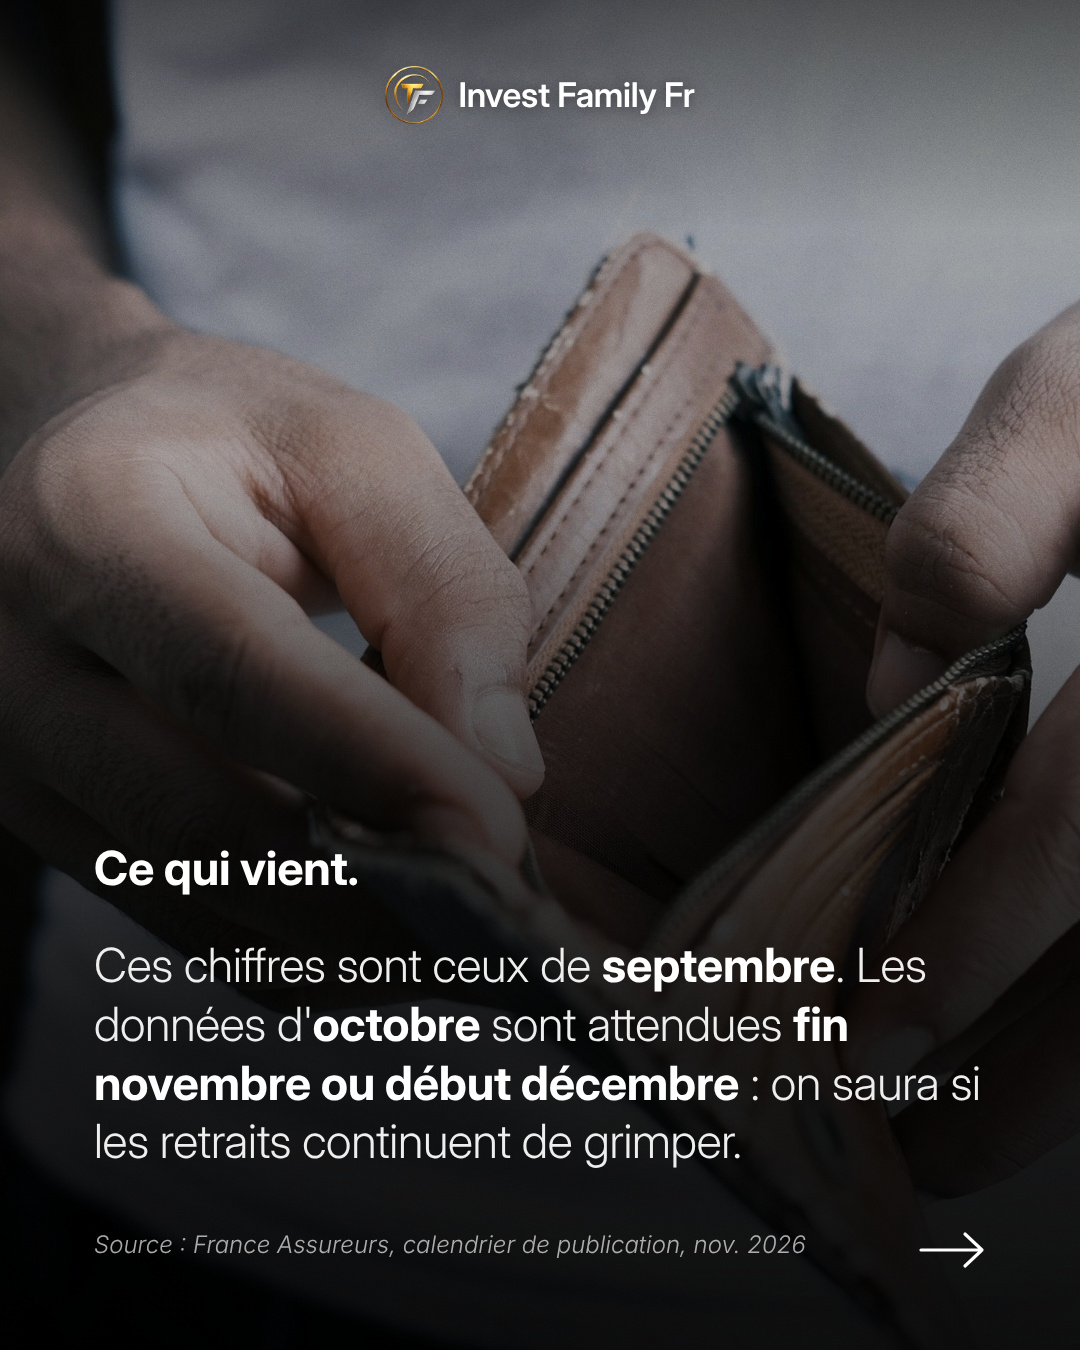 TF Invest Family Fr
Ce qui vient.
Ces chiffres sont ceux de septembre. Les
données d'octobre sont attendues fin
novembre ou début décembre : on saura si
les retraits continuent de grimper.
Source : France Assureurs, calendrier de publication, nov. 2026